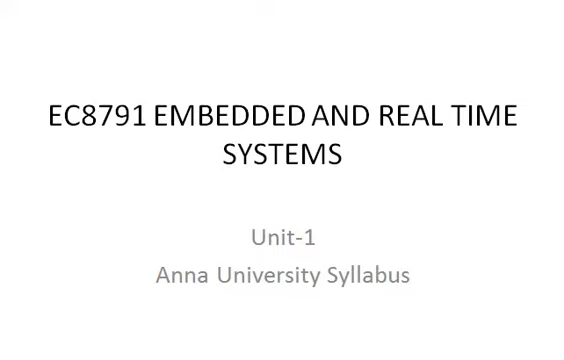 EC8791 EMBEDDED AND REAL TIME
SYSTEMS
Unit-1
Anna University Syllabus